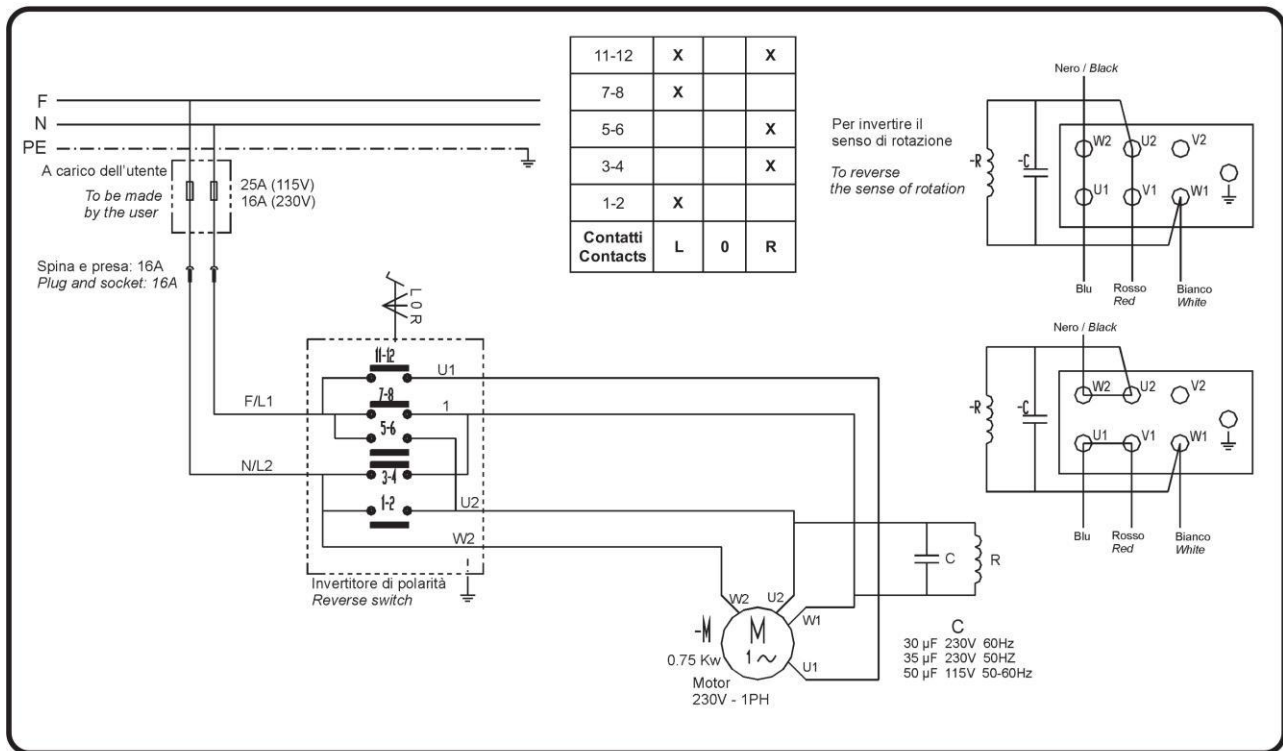 F
N
PE
A carico dell'utente
To be made
by the user
25A (115V)
16A (230V)
Spina e presa: 16A
Plug and socket: 16A
11-12 X X
7-8 X
5-6 X
3-4 X
1-2 X
Contatti
Contacts L 0 R
L 0 R
11-12
U1
7-8
F/L1
1
5-6
N/L2
3-4
1-2
U2
W2
Invertitore di polarità
Reverse switch
W2
U2
W1
U1
-M
M
1~
0.75 Kw
Motor
230V - 1PH
C
R
C
30 µF 230V 60Hz
35 µF 230V 50HZ
50 µF 115V 50-60Hz
Per invertire il
senso di rotazione
To reverse
the sense of rotation
Nero / Black
-R
-C
W2
U2
V2
U1
V1
W1
Blu
Rosso
Red
Bianco
White
Nero / Black
-R
-C
W2
U2
V2
U1
V1
W1
Blu
Rosso
Red
Bianco
White